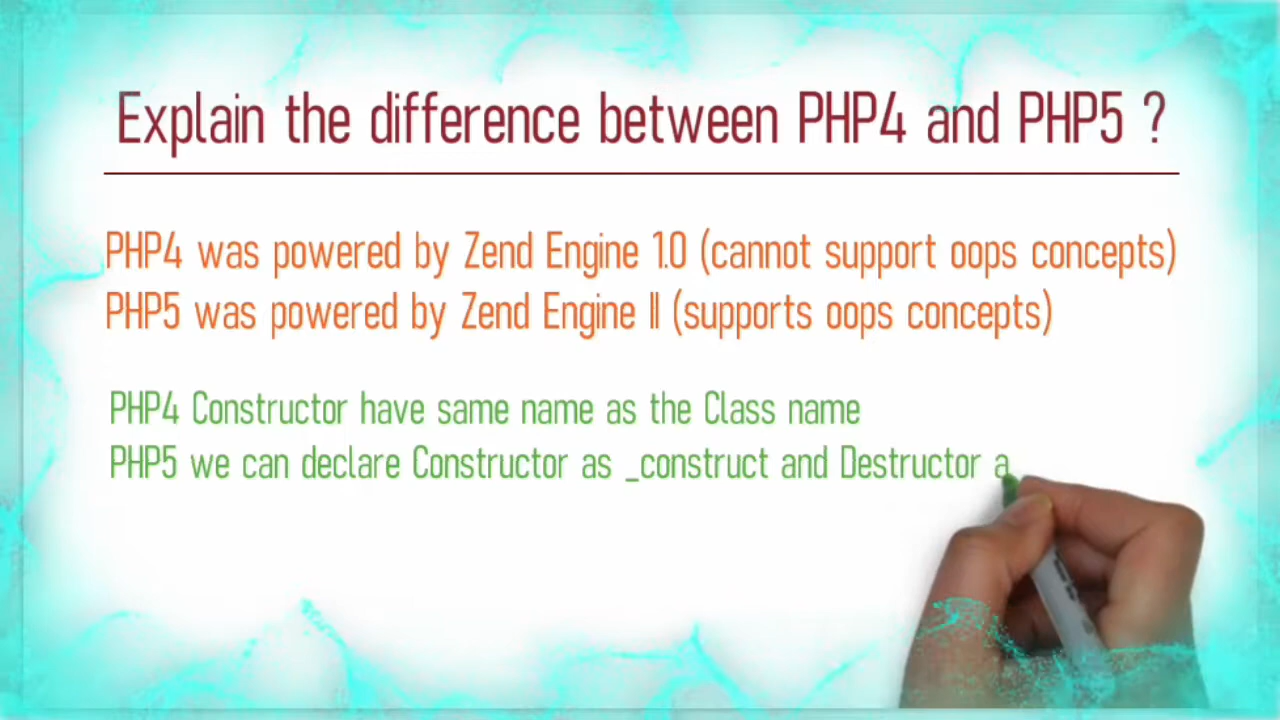 Explain the difference between PHP4 and PHP5 ?
PHP4 was powered by Zend Engine 1.0 (cannot support oops concepts)
PHP5 was powered by Zend Engine II (supports oops concepts)
PHP4 Constructor have same name as the Class name
PHP5 we can declare Constructor as _construct and Destructor a